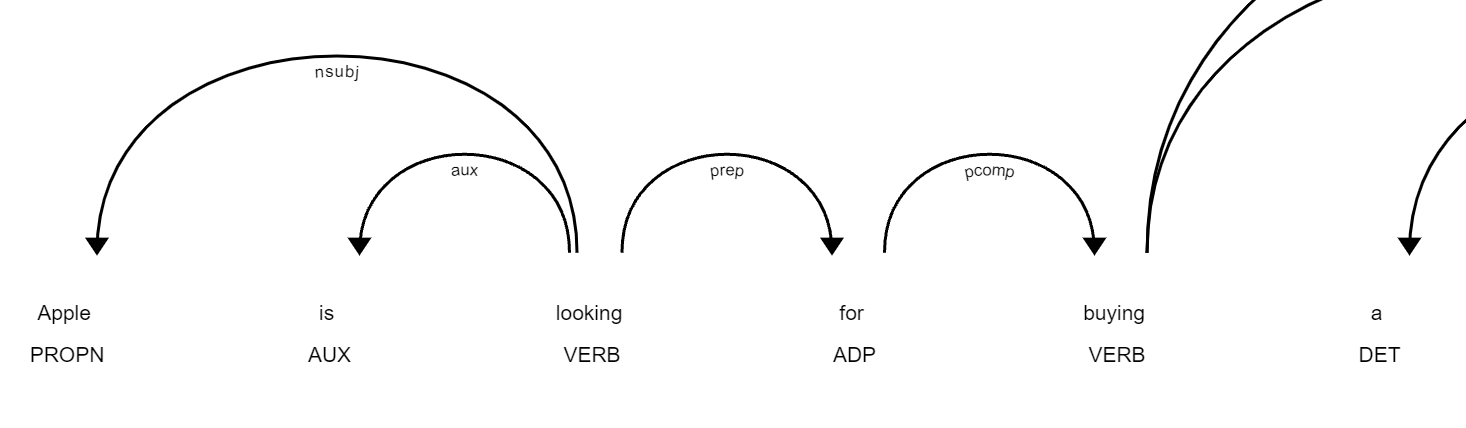 nsubj
aux prep pcomp
Apple is looking for buying a
PROPN AUX VERB ADP VERB DET